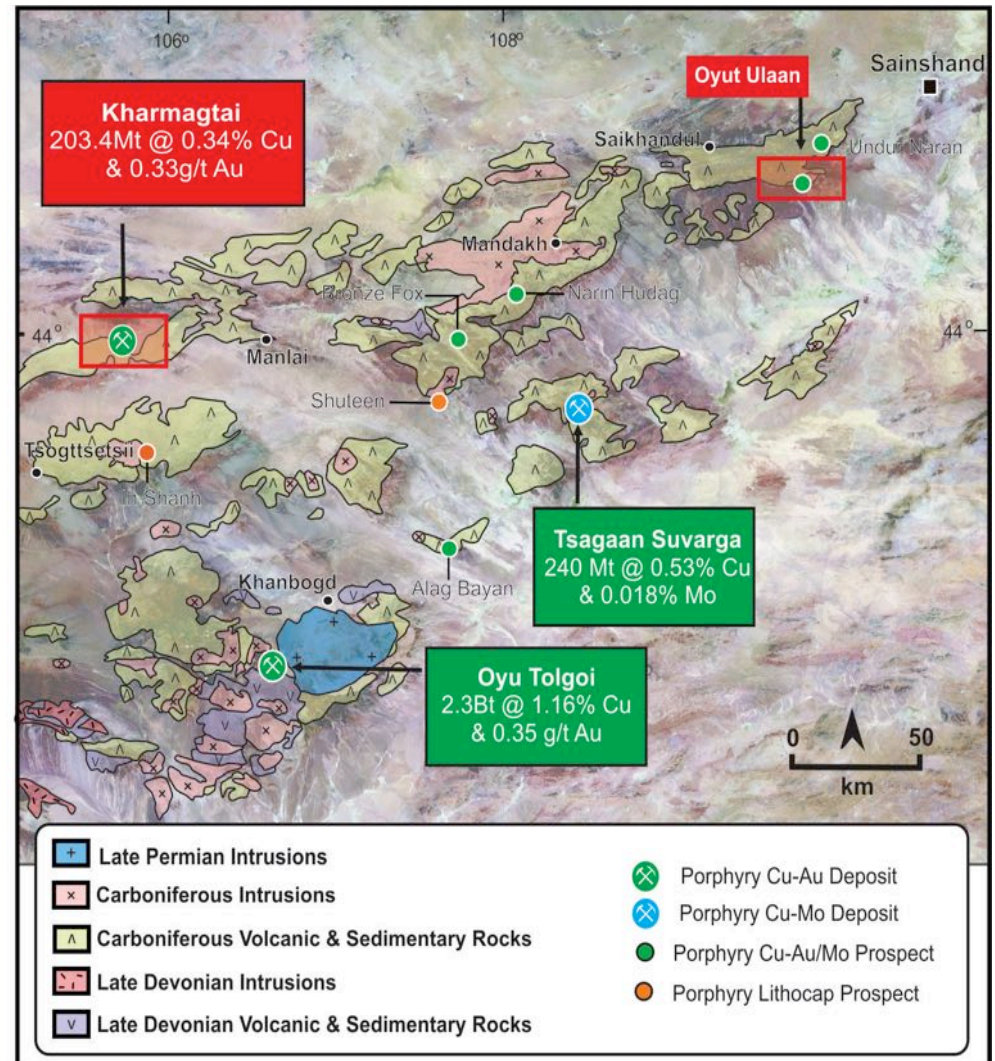 106°
108°
Sainshand
Oyut Ulaan
Kharmagtai
203.4Mt @ 0.34% Cu
& 0.33g/t Au
Saikhandul
Undur Naran
Mandakh
Bronze Fox
Narin Hudag
44°
44°
Manlai
Shuteen
Tsogttsetsii
Shanh
Tsagaan Suvarga
240 Mt @ 0.53% Cu
& 0.018% Mo
Alag Bayan
Khanbogd
Oyu Tolgoi
2.3Bt @ 1.16% Cu
& 0.35 g/t Au
0 50
km
Late Permian Intrusions
Carboniferous Intrusions
Carboniferous Volcanic & Sedimentary Rocks
Late Devonian Intrusions
Late Devonian Volcanic & Sedimentary Rocks
Porphyry Cu-Au Deposit
Porphyry Cu-Mo Deposit
Porphyry Cu-Au/Mo Prospect
Porphyry Lithocap Prospect